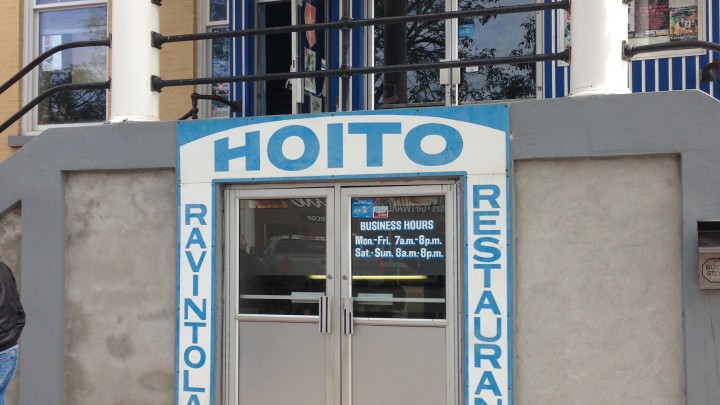 HOITO
RAVINTOLA
BUSINESS HOURS
Mon.-Fri. 7a.m.-8p.m.
Sat.-Sun. 8a.m.-8p.m.
RESTAURAN